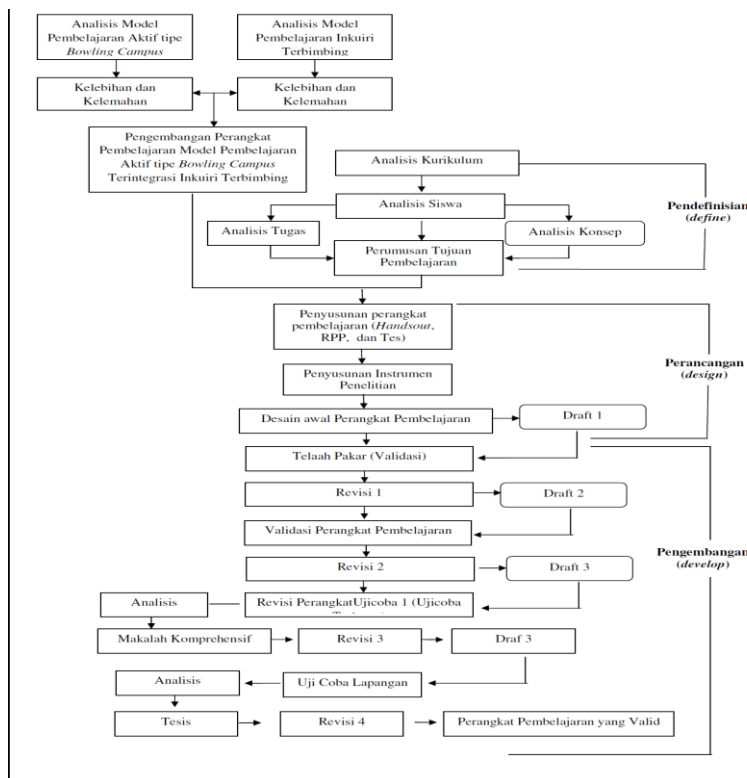 Analisis Model
Pembelajaran Aktif tipe
Bowling Campus
Analisis Model
Pembelajaran Inkuiri
Terbimbing
Kelebihan dan
Kelemahan
Kelebihan dan
Kelemahan
Pengembangan Perangkat
Pembelajaran Model Pembelajaran
Aktif tipe Bowling Campus
Terintegrasi Inkuiri Terbimbing
Analisis Kurikulum
Analisis Siswa
Analisis Tugas
Analisis Konsep
Perumusan Tujuan
Pembelajaran
Pendefinisian
(define)
Penyusunan perangkat
pembelajaran (Handsout,
RPP, dan Tes)
Penyusunan Instrumen
Penelitian
Desain awal Perangkat Pembelajaran
Draft 1
Perancangan
(design)
Telaah Pakar (Validasi)
Revisi 1
Draft 2
Validasi Perangkat Pembelajaran
Revisi 2
Draft 3
Pengembangan
(develop)
Analisis
Revisi PerangkatUjicoba 1 (Ujicoba
Makalah Komprehensif
Revisi 3
Draf 3
Analisis
Uji Coba Lapangan
Tesis
Revisi 4
Perangkat Pembelajaran yang Valid